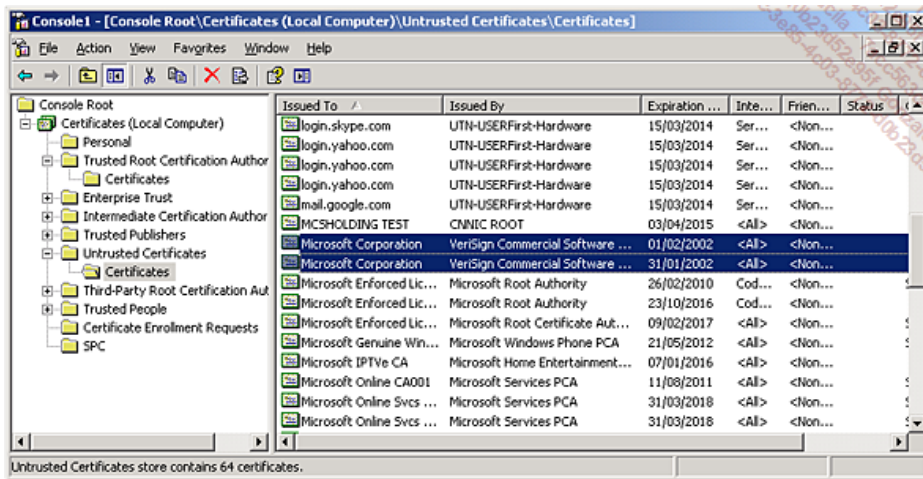 Console1 - [Console Root\Certificates (Local Computer)\Untrusted Certificates\Certificates]
File Action View Favorites Window Help
Console Root
Certificates (Local Computer)
Personal
Trusted Root Certification Author
Certificates
Enterprise Trust
Intermediate Certification Author
Trusted Publishers
Untrusted Certificates
Certificates
Third-Party Root Certification Aut
Trusted People
Certificate Enrollment Requests
SPC
Issued To Issued By Expiration ... Inte... Frien... Status
login.skype.com UTN-USERFirst-Hardware 15/03/2014 Ser... <Non...
login.yahoo.com UTN-USERFirst-Hardware 15/03/2014 Ser... <Non...
login.yahoo.com UTN-USERFirst-Hardware 15/03/2014 Ser... <Non...
login.yahoo.com UTN-USERFirst-Hardware 15/03/2014 Ser... <Non...
mail.google.com UTN-USERFirst-Hardware 15/03/2014 Ser... <Non...
MCSHOLDING TEST CNNIC ROOT 03/04/2015 <All> <Non...
Microsoft Corporation VeriSign Commercial Software ... 01/02/2002 <All> <Non...
Microsoft Corporation VeriSign Commercial Software ... 31/01/2002 <All> <Non...
Microsoft Enforced Lic... Microsoft Root Authority 26/02/2010 Cod... <Non...
Microsoft Enforced Lic... Microsoft Root Authority 23/10/2016 Cod... <Non...
Microsoft Enforced Lic... Microsoft Root Certificate Aut... 09/02/2017 <All> <Non...
Microsoft Genuine Win... Microsoft Windows Phone PCA 21/05/2012 <All> <Non...
Microsoft IPTVe CA Microsoft Home Entertainment... 07/01/2016 <All> <Non...
Microsoft Online CA001 Microsoft Services PCA 11/08/2011 <All> <Non...
Microsoft Online Svcs ... Microsoft Services PCA 31/03/2018 <All> <Non...
Microsoft Online Svcs ... Microsoft Services PCA 31/03/2018 <All> <Non...
Untrusted Certificates store contains 64 certificates.